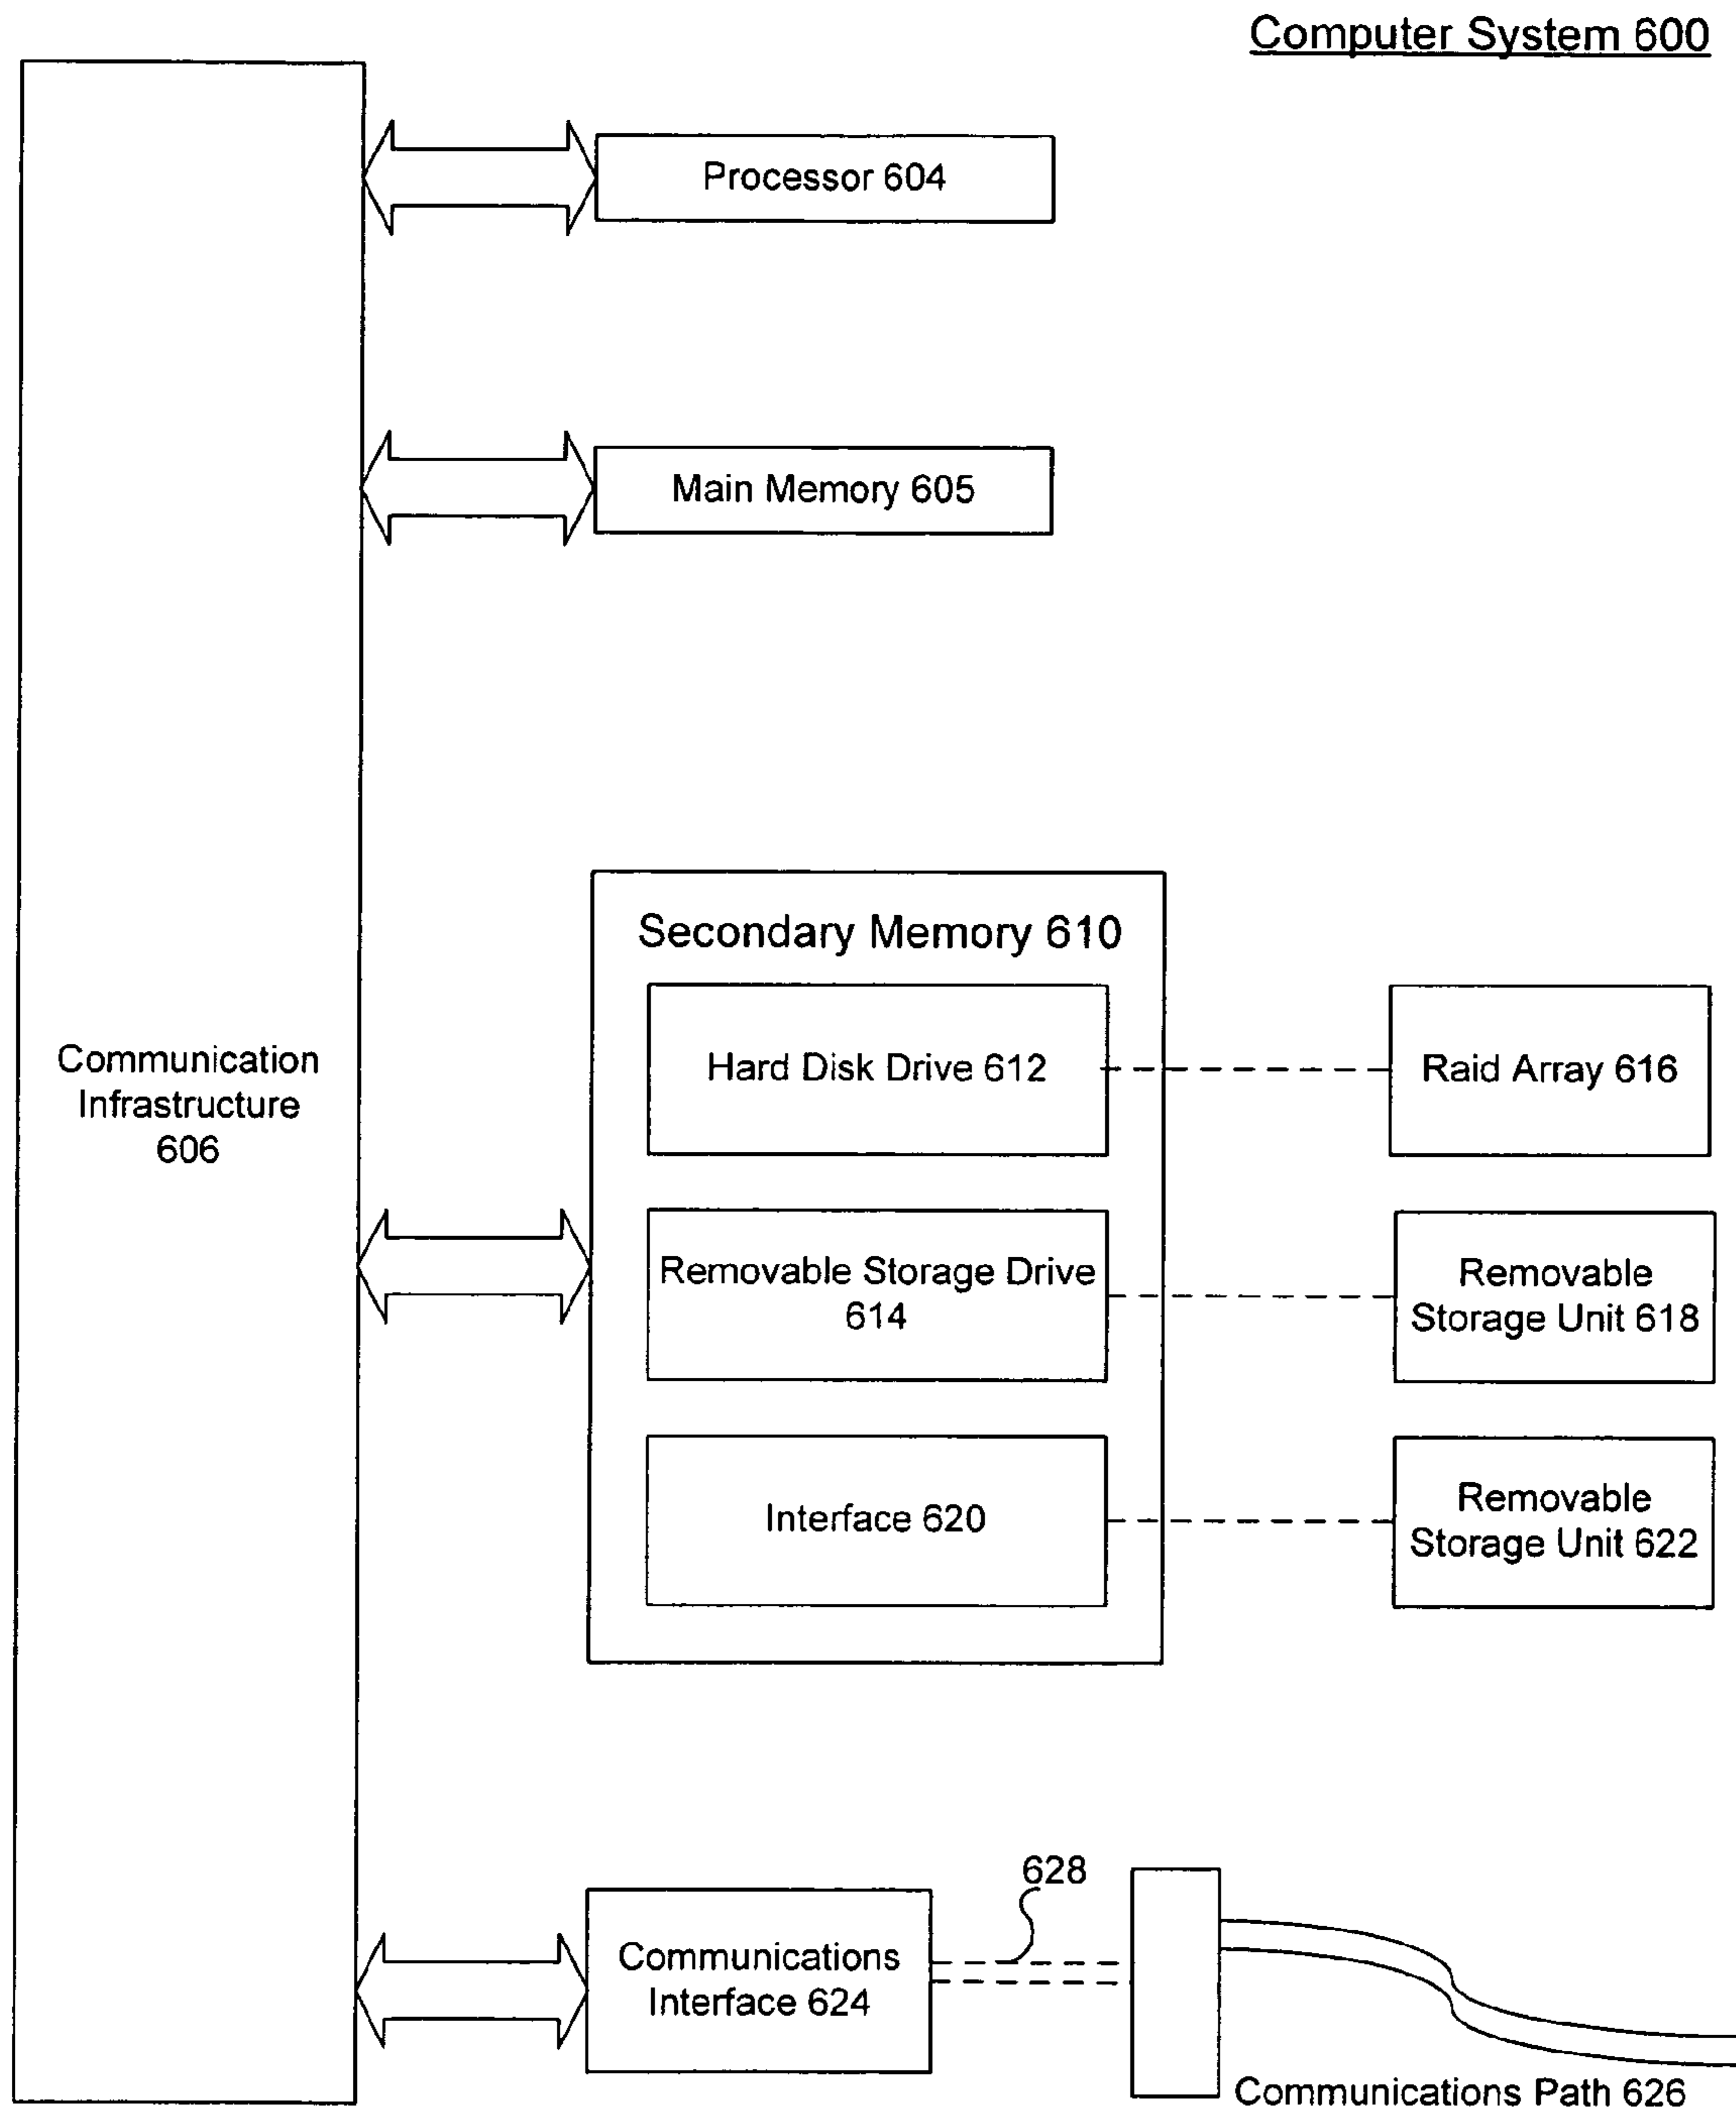 Computer System 600
Processor 604
Main Memory 605
Communication
Infrastructure
606
Secondary Memory 610
Hard Disk Drive 612
Raid Array 616
Removable Storage Drive
614
Removable
Storage Unit 618
Interface 620
Removable
Storage Unit 622
628
Communications
Interface 624
Communications Path 626